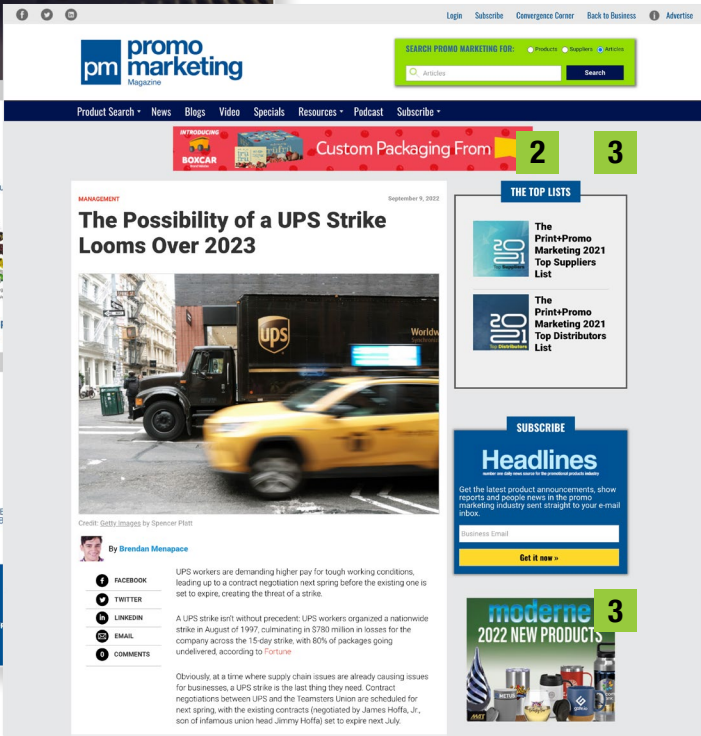 Login Subscribe Convergence Corner Back to Business Advertise
pm promo marketing
Magazine
SEARCH PROMO MARKETING FOR: Products Suppliers Articles
Articles
Search
Product Search News Blogs Video Specials Resources Podcast Subscribe
INTRODUCING
BOXCAR
Custom Packaging From
2
3
MANAGEMENT
September 9, 2022
The Possibility of a UPS Strike
Looms Over 2023
ups
Worldw
Credit: Getty Images by Spencer Platt
By Brendan Menapace
FACEBOOK
TWITTER
LINKEDIN
EMAIL
0 COMMENTS
UPS workers are demanding higher pay for tough working conditions,
leading up to a contract negotiation next spring before the existing one is
set to expire, creating the threat of a strike.
A UPS strike isn't without precedent: UPS workers organized a nationwide
strike in August of 1997, culminating in $780 million in losses for the
company across the 15-day strike, with 80% of packages going
undelivered, according to Fortune
Obviously, at a time where supply chain issues are already causing issues
for businesses, a UPS strike is the last thing they need. Contract
negotiations between UPS and the Teamsters Union are scheduled for
next spring, with the existing contracts (negotiated by James Hoffa, Jr.,
son of infamous union head Jimmy Hoffa) set to expire next July.
THE TOP LISTS
2021
Top Suppliers
The
Print+Promo
Marketing 2021
Top Suppliers
List
2021
Top Distributors
The
Print+Promo
Marketing 2021
Top Distributors
List
SUBSCRIBE
Headlines
number one daily news source for the promotional products industry
Get the latest product announcements, show
reports and people news in the promo
marketing industry sent straight to your e-mail
inbox.
Business Email
Get it now »
moderne
3
2022 NEW PRODUCTS